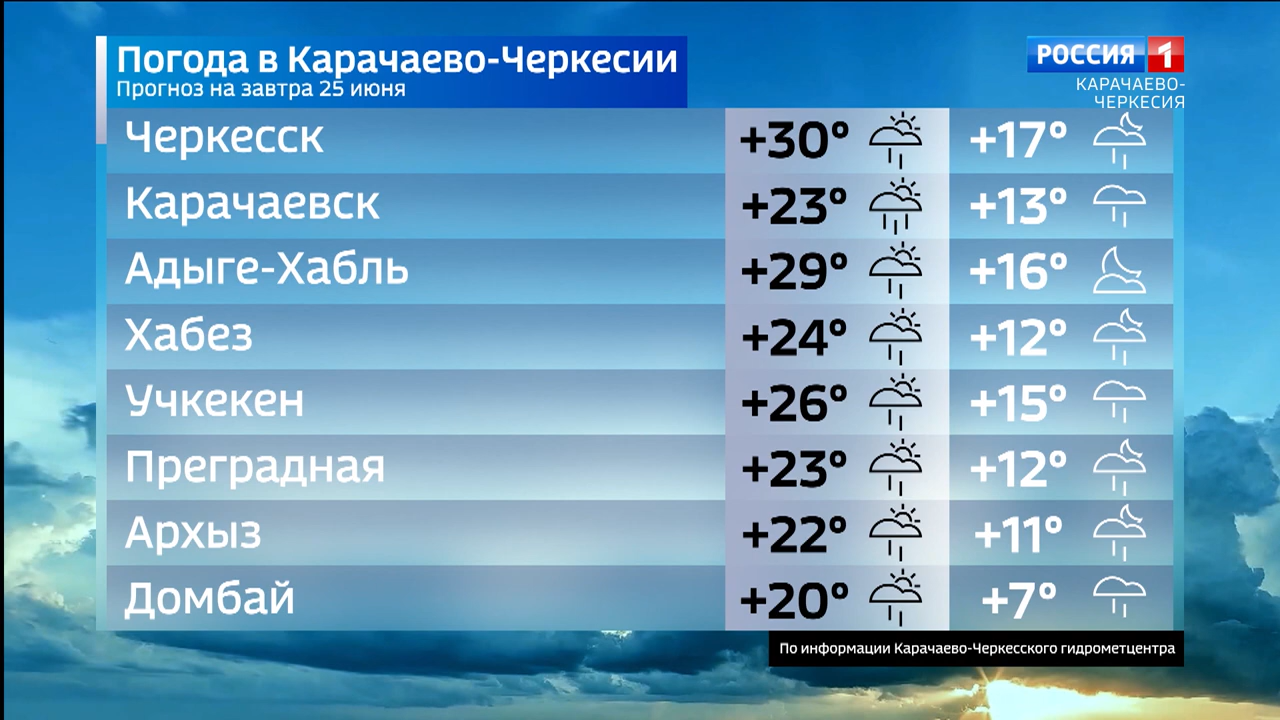 Погода в Карачаево-Черкесии
Прогноз на завтра 25 июня
РОССИЯ 1
КАРАЧАЕВО-
ЧЕРКЕСИЯ
Черкесск +30° +17°
Карачаевск +23° +13°
Адыге-Хабль +29° +16°
Хабез +24° +12°
Учкекен +26° +15°
Преградная +23° +12°
Архыз +22° +11°
Домбай +20° +7°
По информации Карачаево-Черкесского гидрометцентра